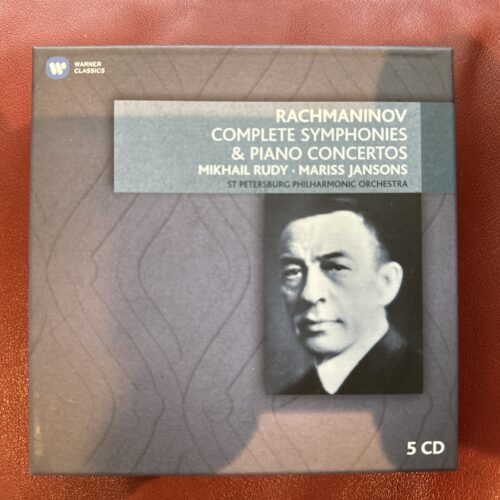 WARNER
CLASSICS
RACHMANINOV
COMPLETE SYMPHONIES
& PIANO CONCERTOS
MIKHAIL RUDY · MARISS JANSONS
ST PETERSBURG PHILHARMONIC ORCHESTRA
5 CD